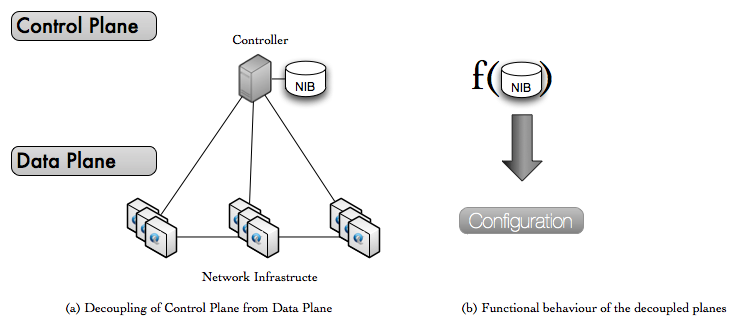 Control Plane
Controller
NIB
Data Plane
Network Infrastructe
(a) Decoupling of Control Plane from Data Plane
f(NIB)
Configuration
(b) Functional behaviour of the decoupled planes